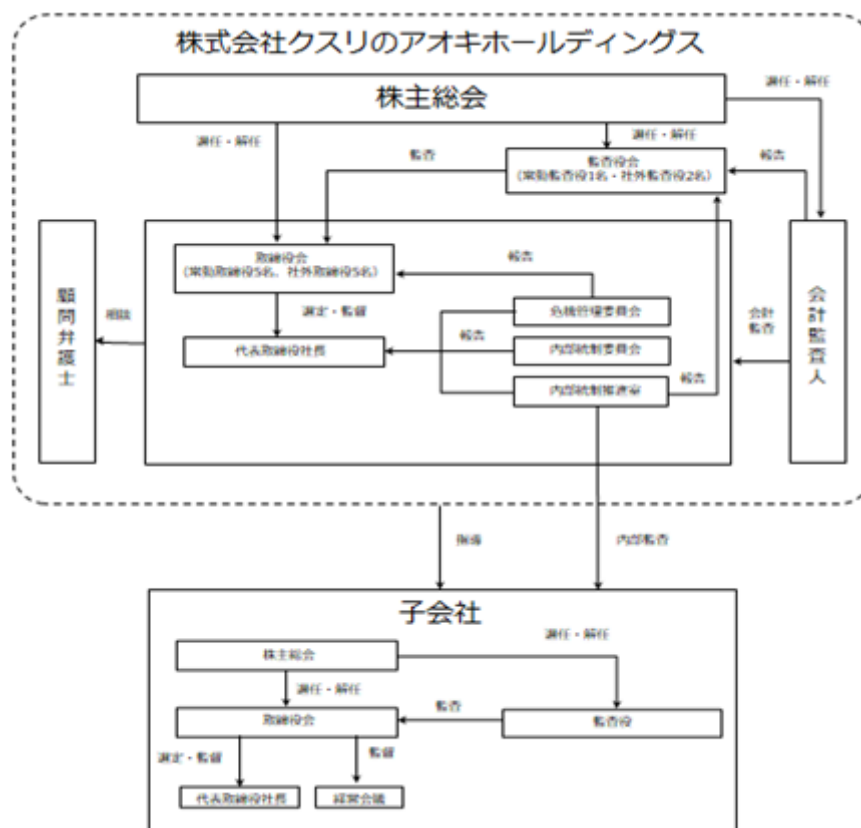 株式会社クスリのアオキホールディングス
株主総会
選任・解任
選任・解任
選任・解任
監査
監査役会
（常勤監査役1名・社外監査役2名）
報告
取締役会
（常勤取締役5名、社外取締役5名）
報告
顧問弁護士
相談
選定・監督
危機管理委員会
会計
監査
会計監査人
代表取締役社長
報告
内部統制委員会
内部統制推進室
報告
指導
内部監査
子会社
選任・解任
株主総会
選任・解任
取締役会
監査
監査役
選定・監督
監督
代表取締役社長
経営会議